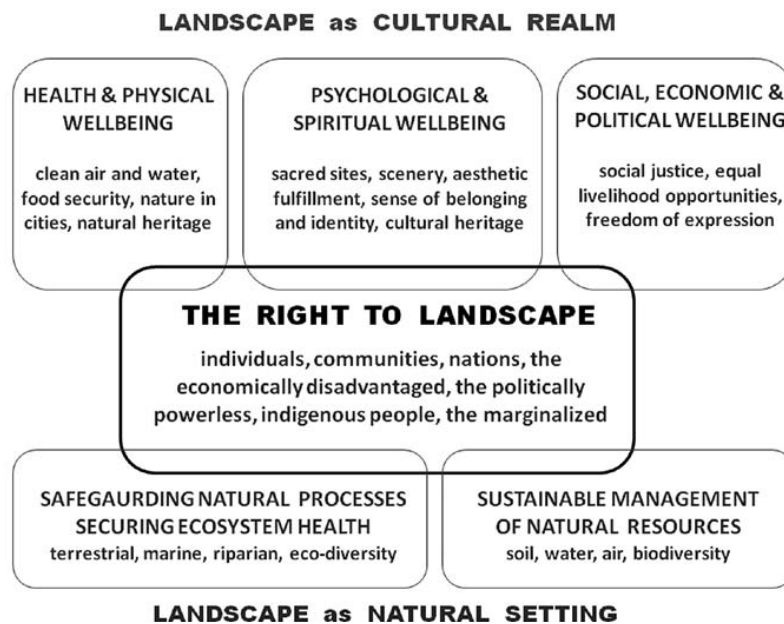 LANDSCAPE as CULTURAL REALM
HEALTH & PHYSICAL
WELLBEING
clean air and water,
food security, nature in
cities, natural heritage
PSYCHOLOGICAL &
SPIRITUAL WELLBEING
sacred sites, scenery, aesthetic
fulfillment, sense of belonging
and identity, cultural heritage
SOCIAL, ECONOMIC &
POLITICAL WELLBEING
social justice, equal
livelihood opportunities,
freedom of expression
THE RIGHT TO LANDSCAPE
individuals, communities, nations, the
economically disadvantaged, the politically
powerless, indigenous people, the marginalized
SAFEGAURDING NATURAL PROCESSES
SECURING ECOSYSTEM HEALTH
terrestrial, marine, riparian, eco-diversity
SUSTAINABLE MANAGEMENT
OF NATURAL RESOURCES
soil, water, air, biodiversity
LANDSCAPE as NATURAL SETTING